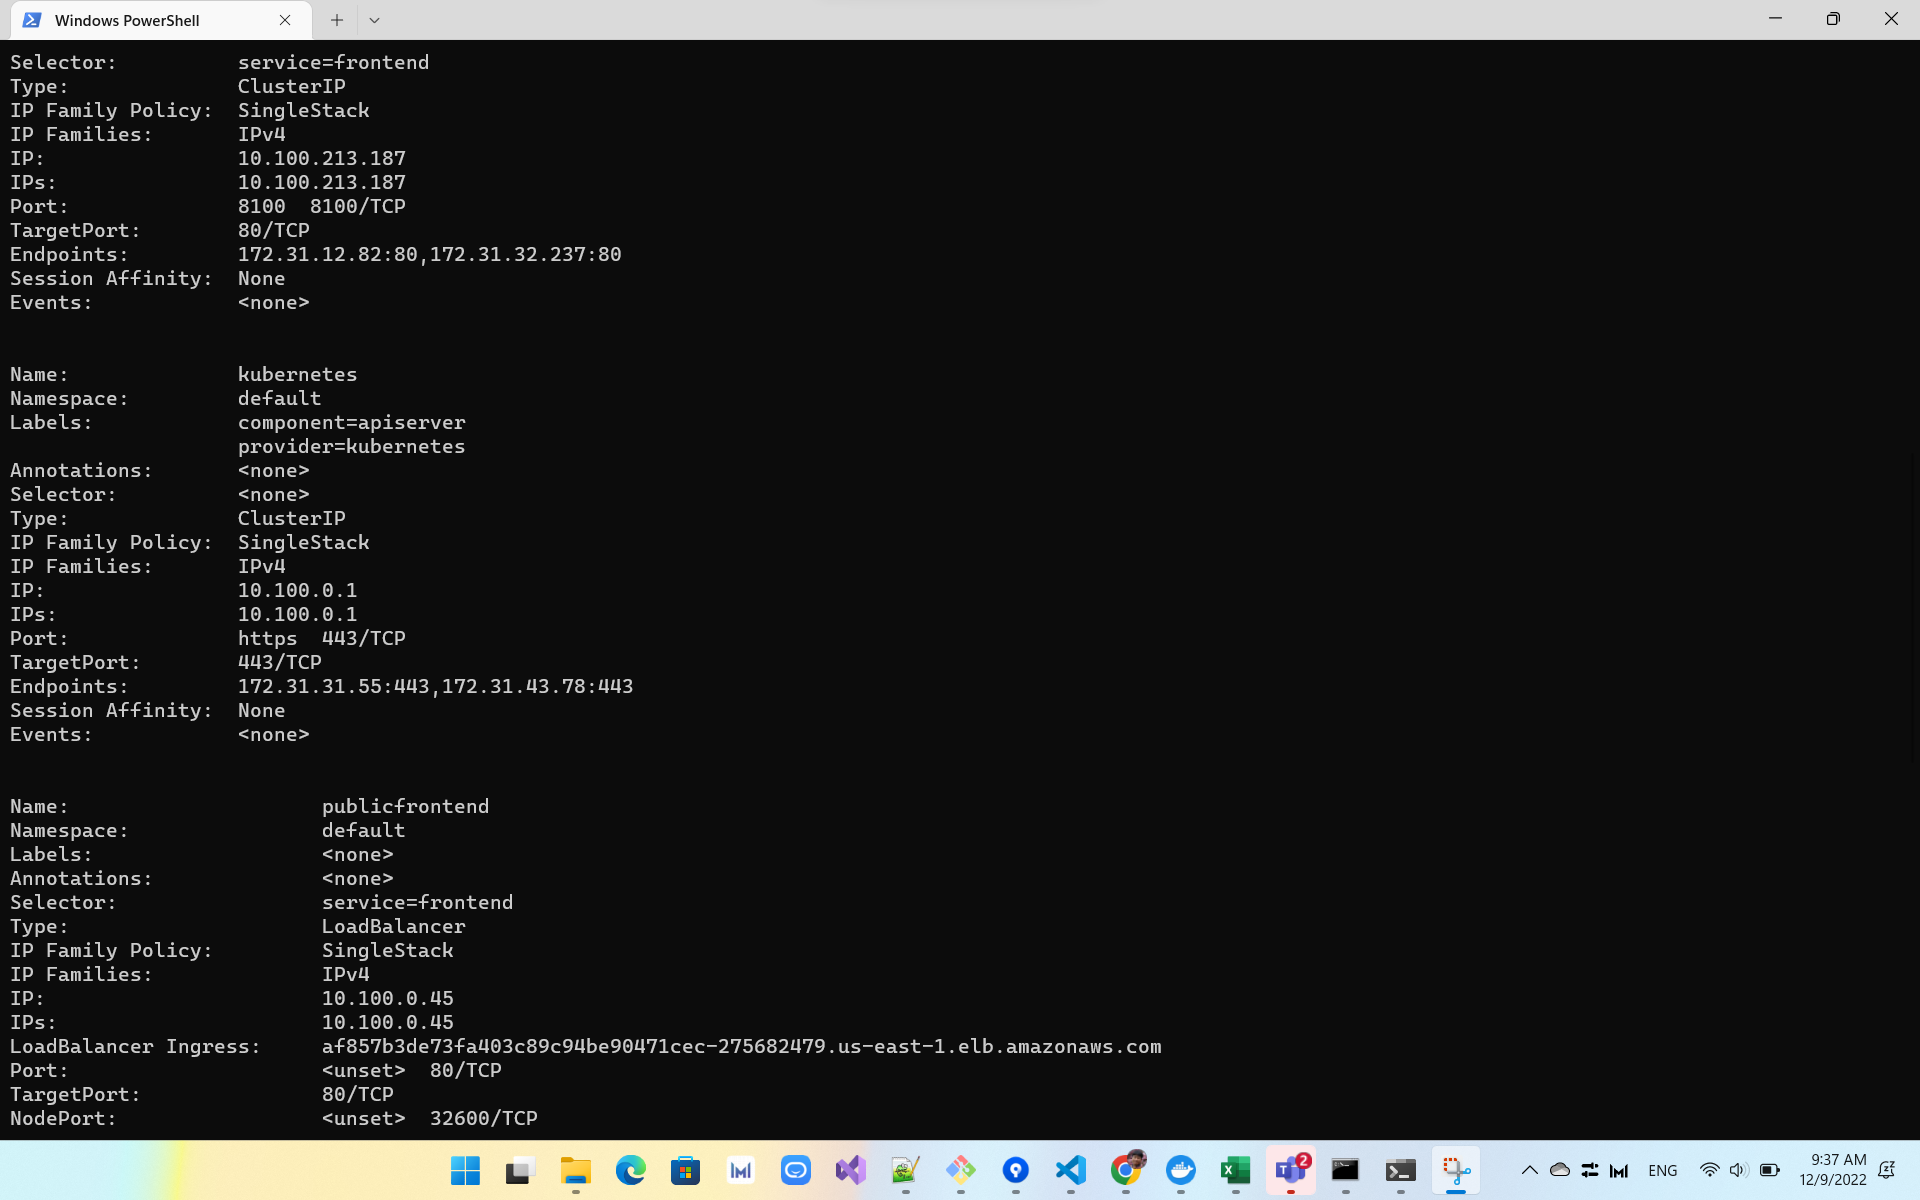 Windows PowerShell
Selector: service=frontend
Type: ClusterIP
IP Family Policy: SingleStack
IP Families: IPv4
IP: 10.100.213.187
IPs: 10.100.213.187
Port: 8100 8100/TCP
TargetPort: 80/TCP
Endpoints: 172.31.12.82:80,172.31.32.237:80
Session Affinity: None
Events: <none>
Name: kubernetes
Namespace: default
Labels: component=apiserver
provider=kubernetes
Annotations: <none>
Selector: <none>
Type: ClusterIP
IP Family Policy: SingleStack
IP Families: IPv4
IP: 10.100.0.1
IPs: 10.100.0.1
Port: https 443/TCP
TargetPort: 443/TCP
Endpoints: 172.31.31.55:443,172.31.43.78:443
Session Affinity: None
Events: <none>
Name: publicfrontend
Namespace: default
Labels: <none>
Annotations: <none>
Selector: service=frontend
Type: LoadBalancer
IP Family Policy: SingleStack
IP Families: IPv4
IP: 10.100.0.45
IPs: 10.100.0.45
LoadBalancer Ingress: af857b3de73fa403c89c94be90471cec-275682479.us-east-1.elb.amazonaws.com
Port: <unset> 80/TCP
TargetPort: 80/TCP
NodePort: <unset> 32600/TCP
2
ENG
9:37 AM
12/9/2022